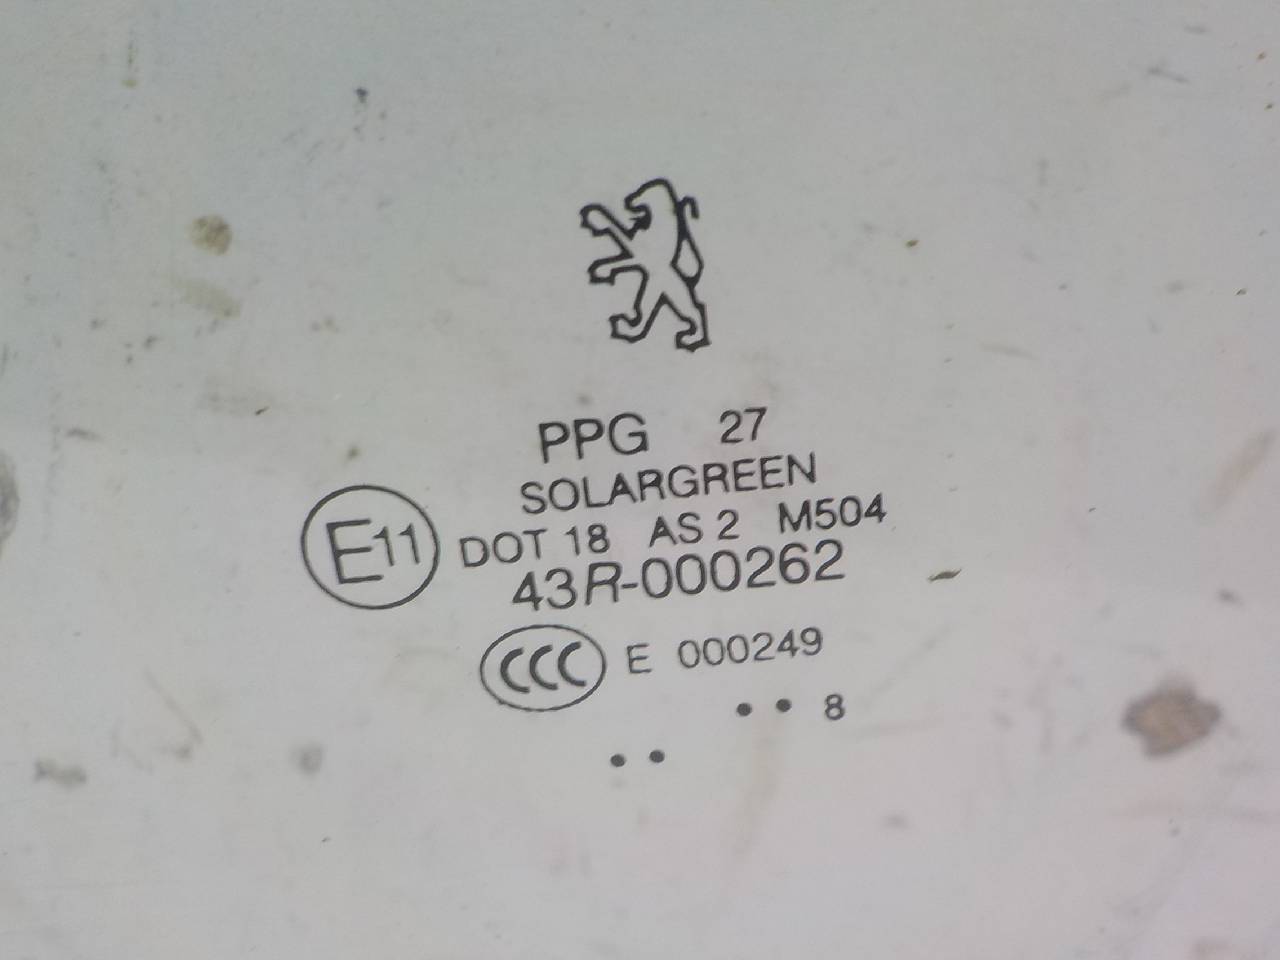 PPG 27
SOLARGREEN
E11 DOT 18 AS 2 M504
43R-000262
CCC E 000249
•• 8
••